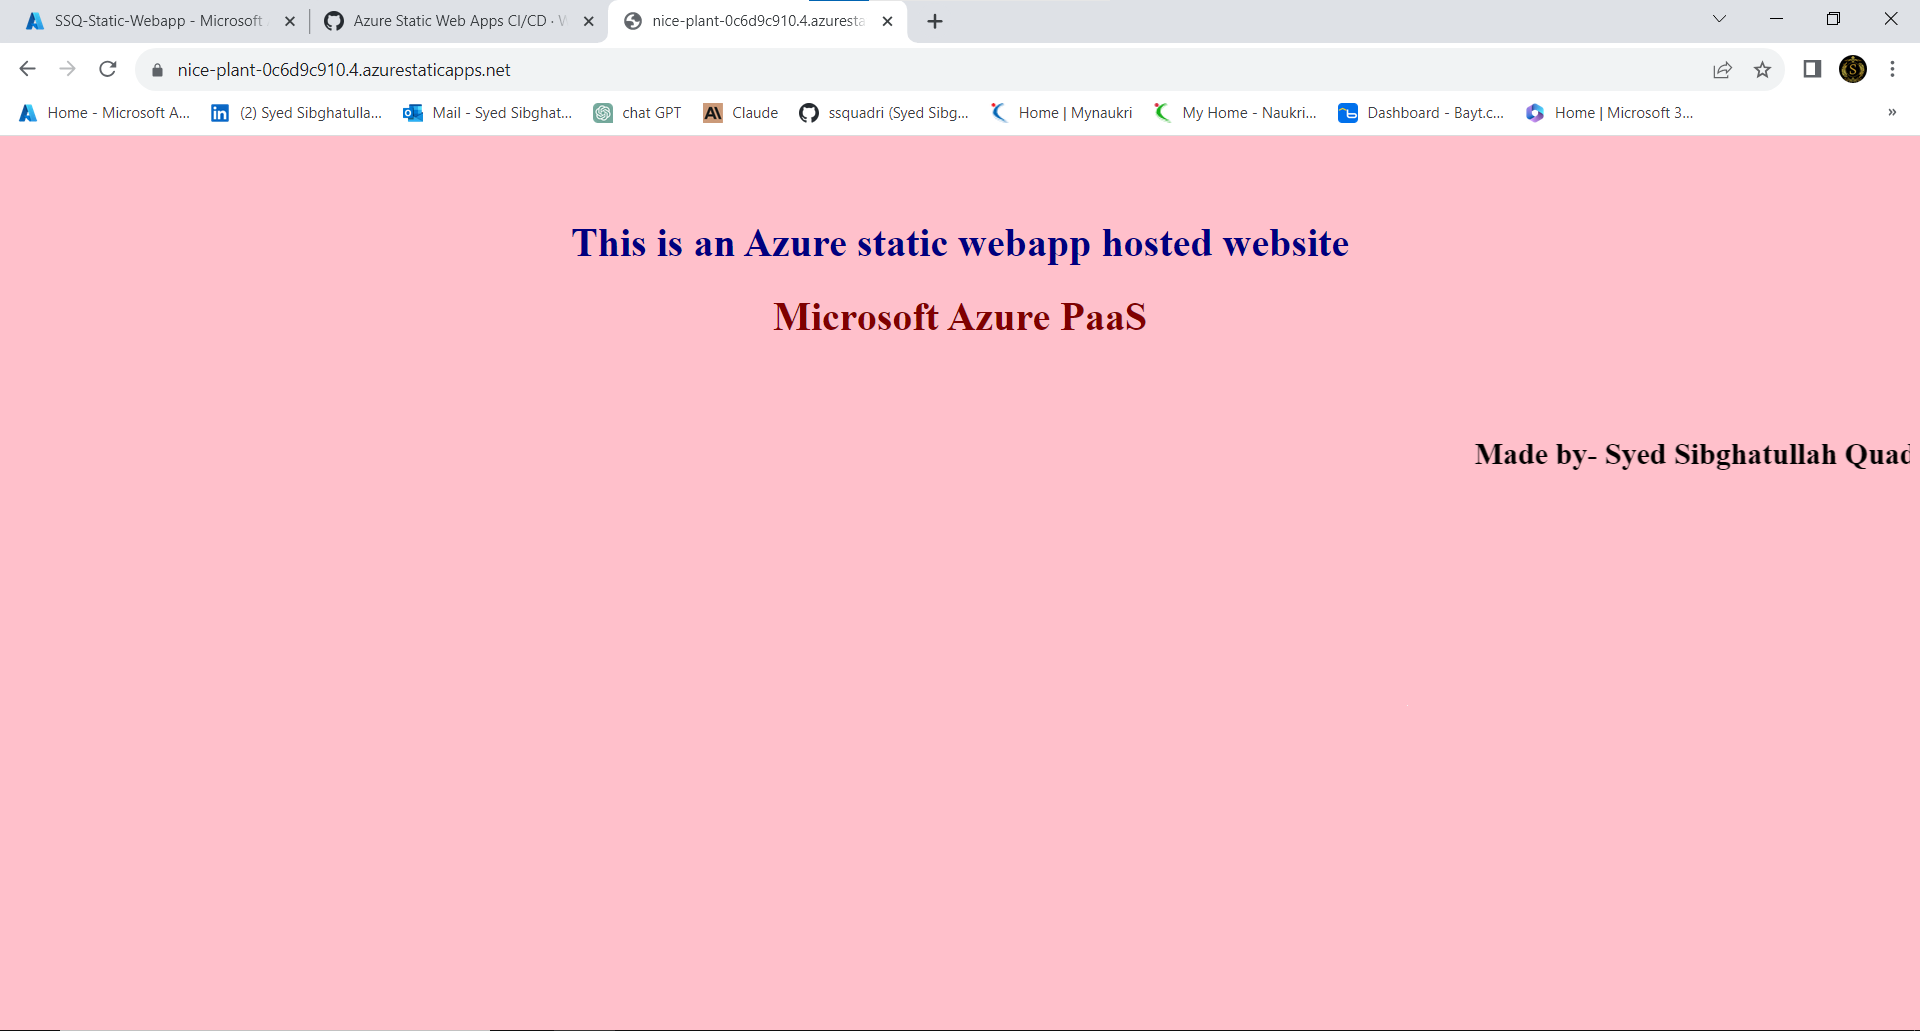 SSQ-Static-Webapp - Microsoft
Azure Static Web Apps CI/CD ·
nice-plant-0c6d9c910.4.azuresta
nice-plant-0c6d9c910.4.azurestaticapps.net
Home - Microsoft A...
(2) Syed Sibghatulla...
Mail - Syed Sibghat...
chat GPT
Claude
ssquadri (Syed Sibg...
Home | Mynaukri
My Home - Naukri...
Dashboard - Bayt.c...
Home | Microsoft 3...
This is an Azure static webapp hosted website
Microsoft Azure PaaS
Made by- Syed Sibghatullah Quad